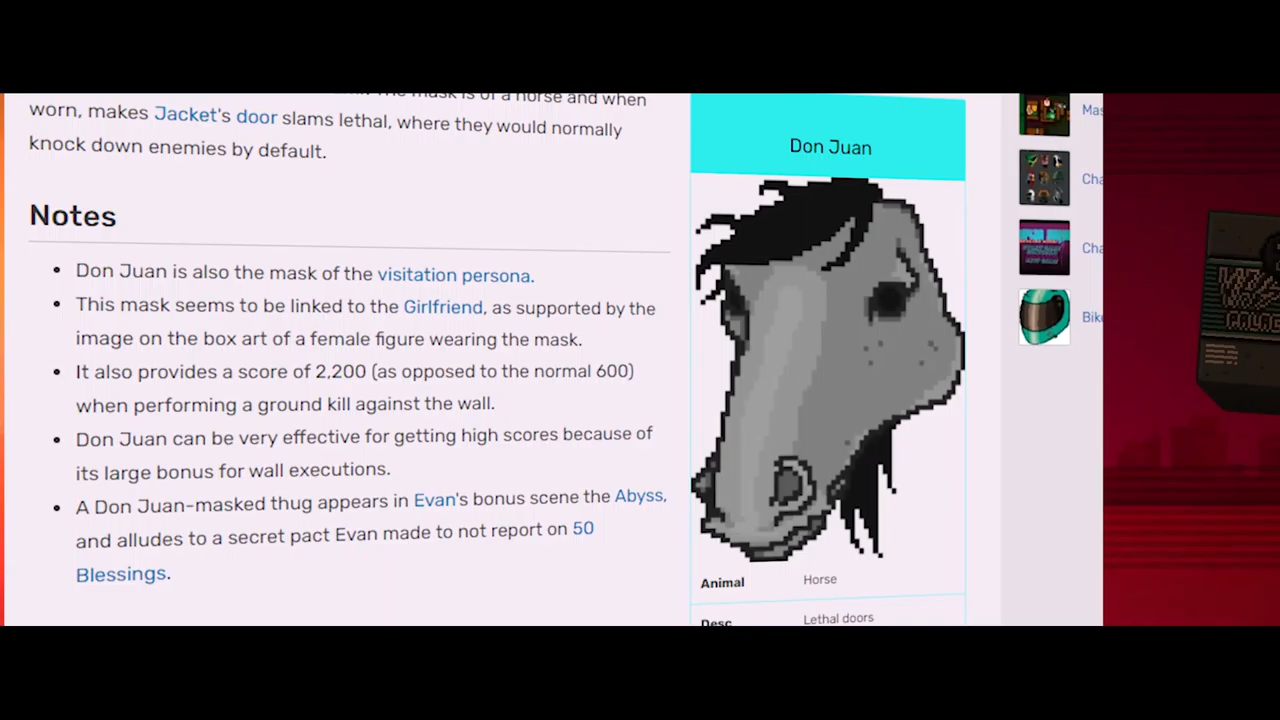 mask is of a horse and when
worn, makes Jacket's door slams lethal, where they would normally
knock down enemies by default.
Notes
• Don Juan is also the mask of the visitation persona.
• This mask seems to be linked to the Girlfriend, as supported by the
image on the box art of a female figure wearing the mask.
• It also provides a score of 2,200 (as opposed to the normal 600)
when performing a ground kill against the wall.
• Don Juan can be very effective for getting high scores because of
its large bonus for wall executions.
• A Don Juan-masked thug appears in Evan's bonus scene the Abyss,
and alludes to a secret pact Evan made to not report on 50
Blessings.
Don Juan
Animal Horse
Desc Lethal doors
Mas
Cha
Cha
Bike